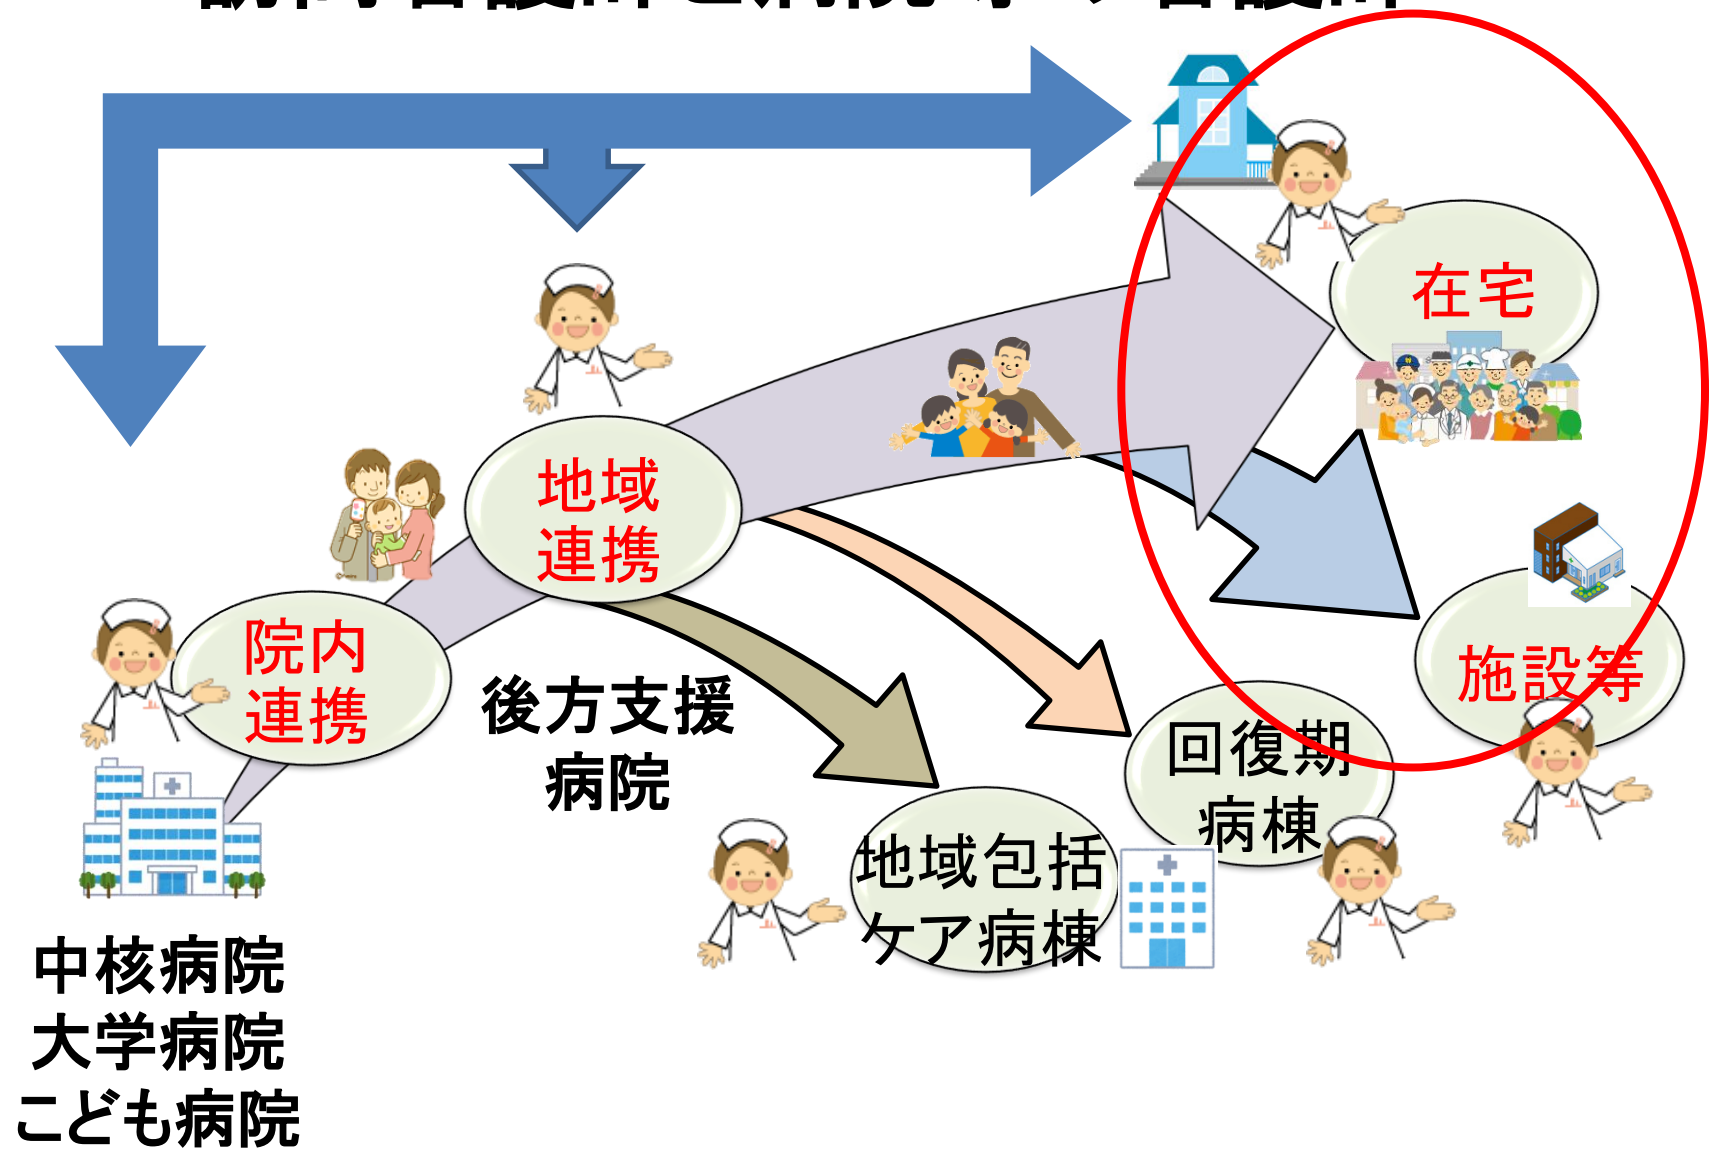 在宅
地域
連携
院内
連携
施設等
後方支援
病院
回復期
病棟
地域包括
ケア病棟
中核病院
大学病院
こども病院